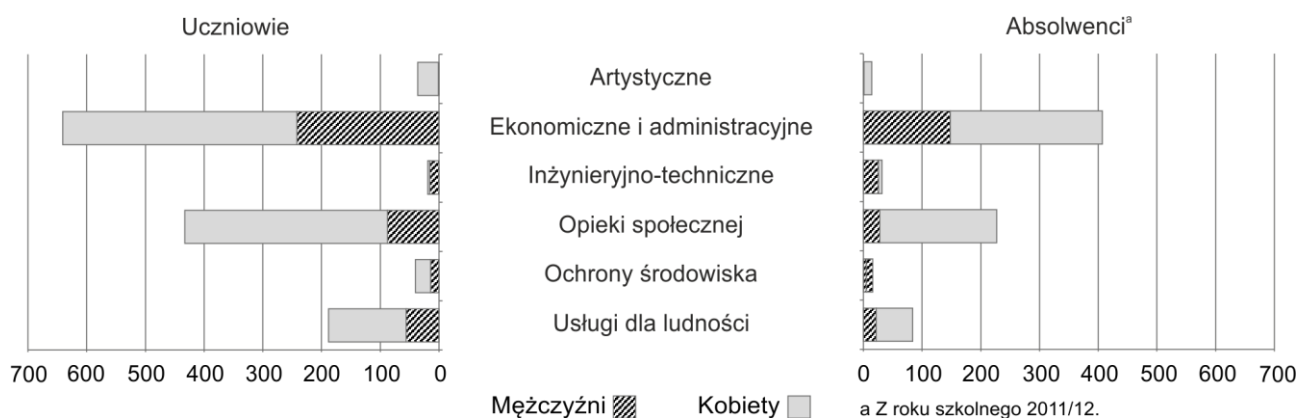 Uczniowie
Absolwenciᵃ
Artystyczne
Ekonomiczne i administracyjne
Inżynieryjno-techniczne
Opieki społecznej
Ochrony środowiska
Usługi dla ludności
700 600 500 400 300 200 100 0
0 100 200 300 400 500 600 700
Mężczyźni Kobiety
a Z roku szkolnego 2011/12.